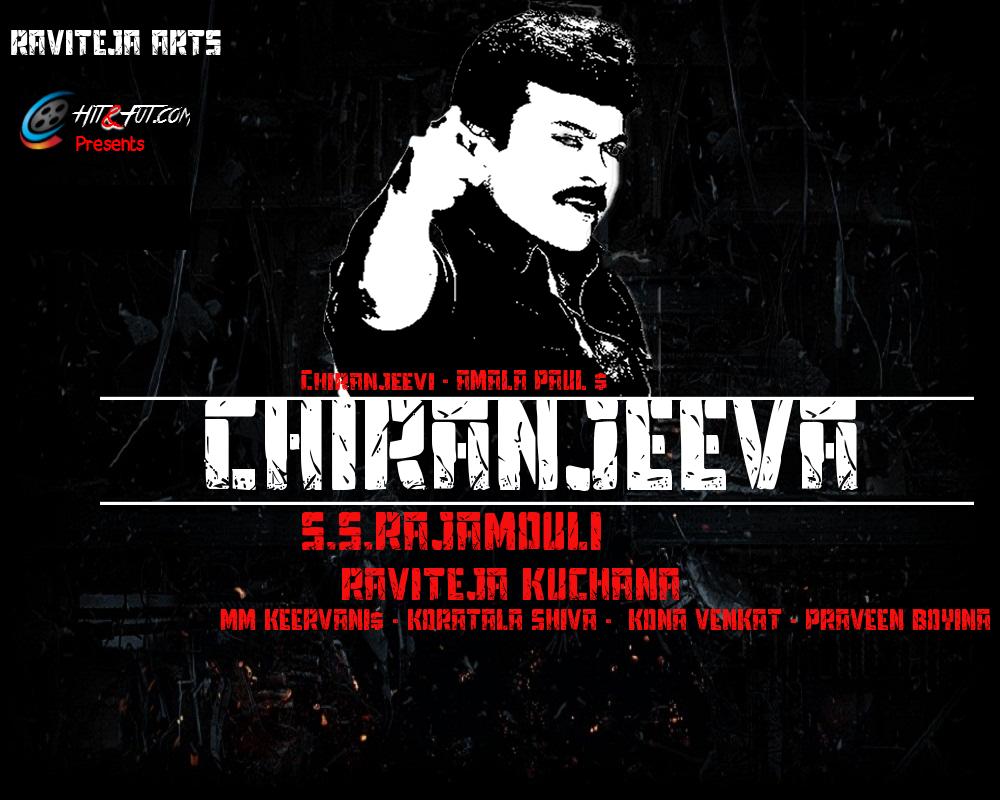 RAVITEJA ARTS
HIT&FUT.COM
Presents
CHIRANJEEVI - AMALA PAUL $
CHIRANJEEVA
S.S.RAJAMOULI
RAVITEJA KUCHANA
MM KEERVANI$ - KORATALA SHIVA - KONA VENKAT - PRAVEEN BOYINA